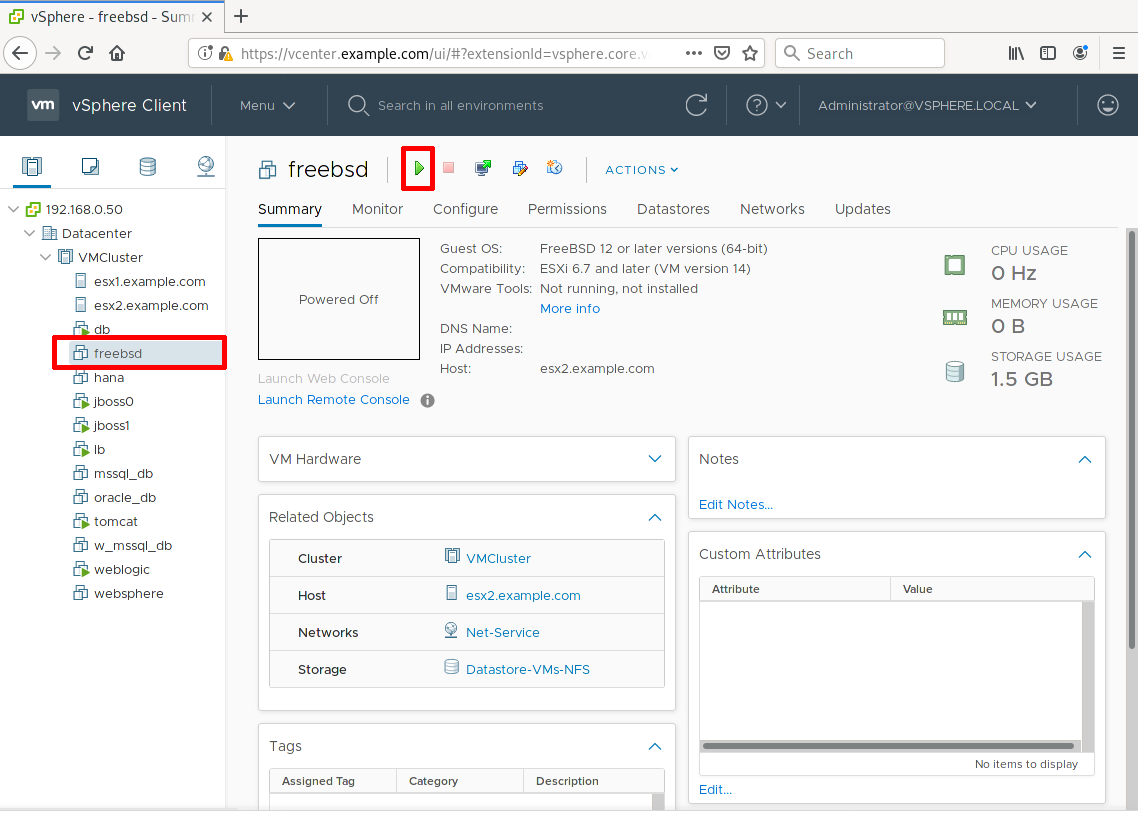 vSphere - freebsd - Sum
https://vcenter.example.com/ui/#?extensionId=vsphere.core.v
Search
vm vSphere Client
Menu
Search in all environments
Administrator@VSPHERE.LOCAL
192.168.0.50
Datacenter
VMCluster
esx1.example.com
esx2.example.com
db
freebsd
hana
jboss0
jboss1
lb
mssql_db
oracle_db
tomcat
w_mssql_db
weblogic
websphere
freebsd
ACTIONS
Summary Monitor Configure Permissions Datastores Networks Updates
Powered Off
Launch Web Console
Launch Remote Console
Guest OS: FreeBSD 12 or later versions (64-bit)
Compatibility: ESXi 6.7 and later (VM version 14)
VMware Tools: Not running, not installed
More info
DNS Name:
IP Addresses:
Host: esx2.example.com
CPU USAGE
0 Hz
MEMORY USAGE
0 B
STORAGE USAGE
1.5 GB
VM Hardware
Related Objects
Cluster VMCluster
Host esx2.example.com
Networks Net-Service
Storage Datastore-VMs-NFS
Tags
Assigned Tag Category Description
Notes
Edit Notes...
Custom Attributes
Attribute Value
No items to display
Edit...